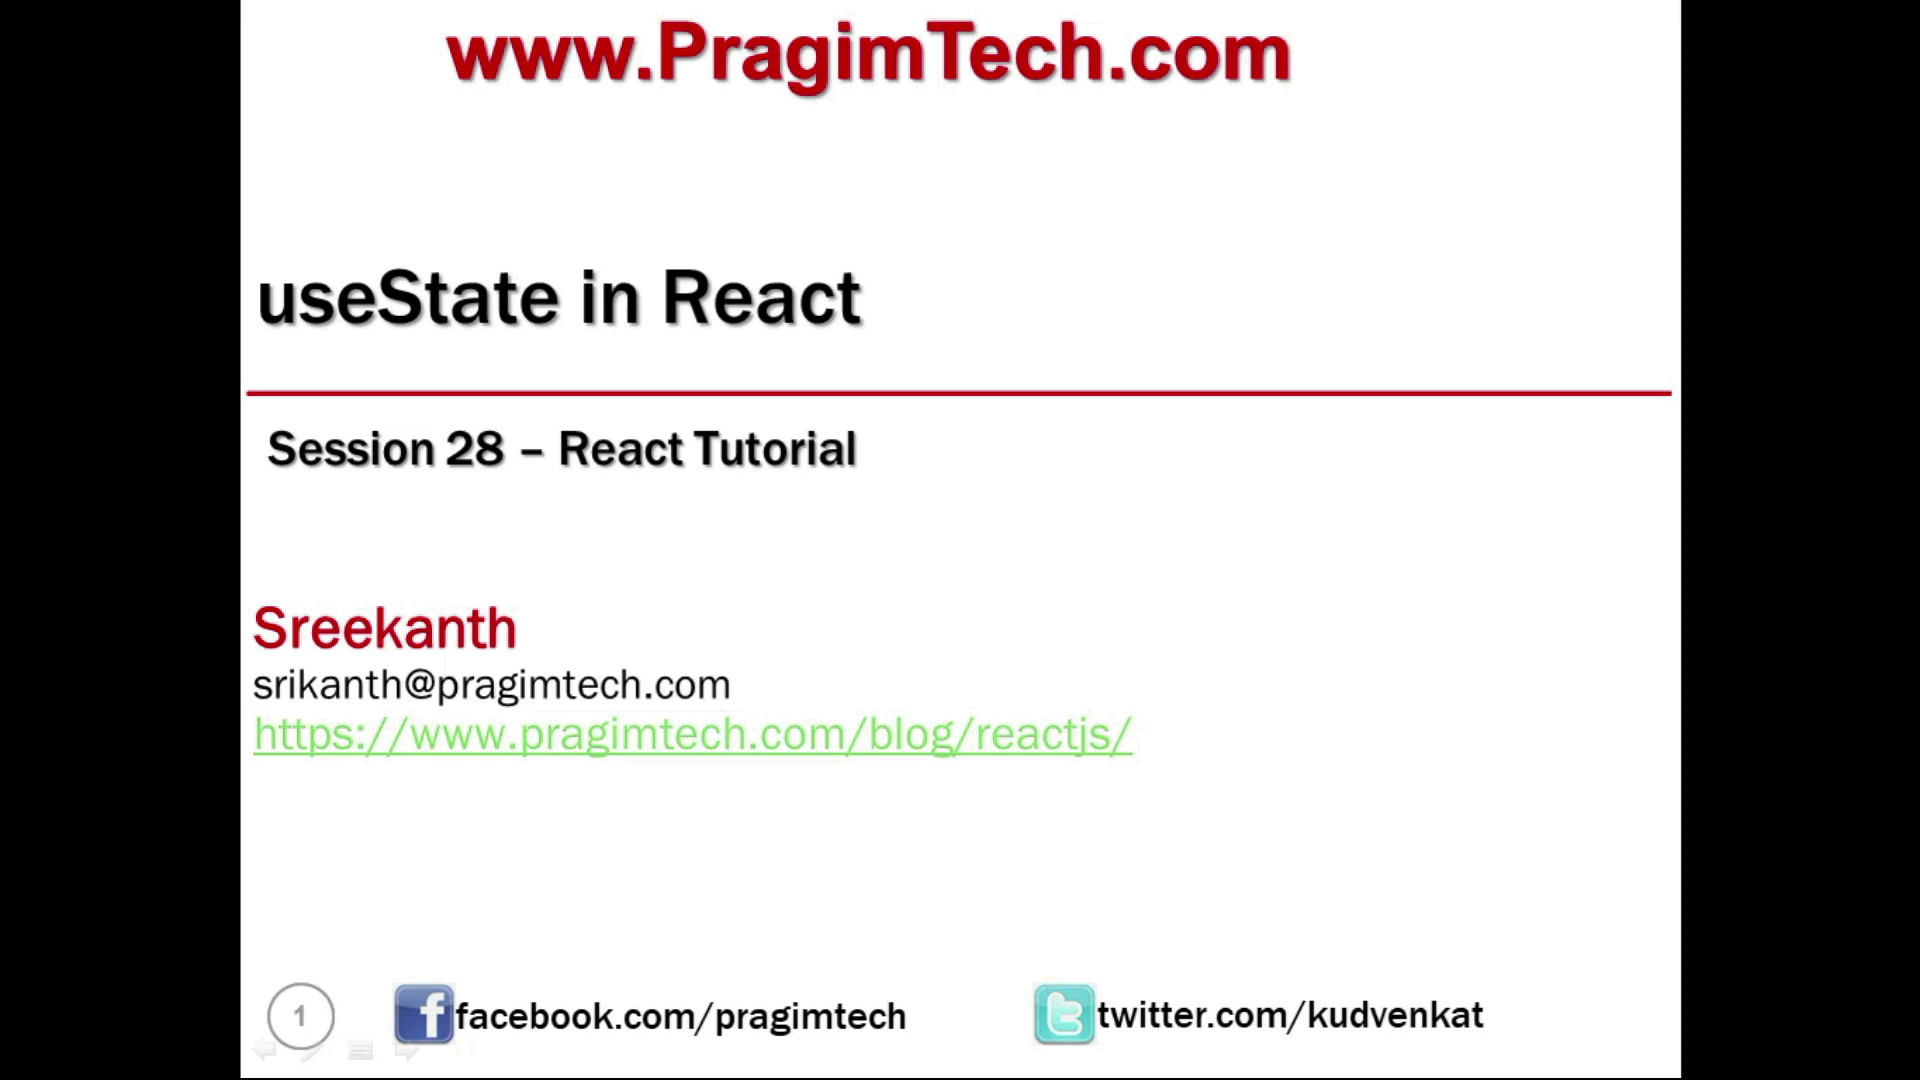 www.PragimTech.com
useState in React
Session 28 – React Tutorial
Sreekanth
srikanth@pragimtech.com
https://www.pragimtech.com/blog/reactjs/
1
facebook.com/pragimtech
twitter.com/kudvenkat